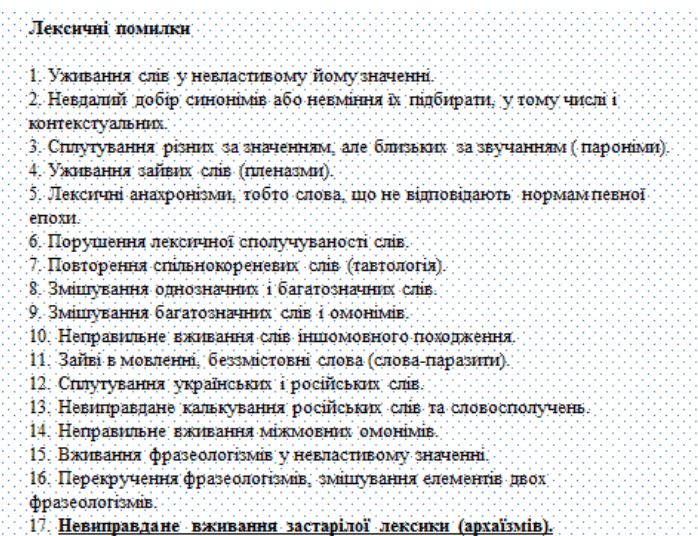 Лексичні помилки
1. Уживання слів у невластивому йому значенні.
2. Невдалий добір синонімів або невміння їх підбирати, у тому числі і
контекстуальних.
3. Сплутування різних за значенням, але близьких за звучанням ( пароніми).
4. Уживання зайвих слів (пленазми).
5. Лексичні анахронізми, тобто слова, що не відповідають нормам певної
епохи.
6. Порушення лексичної сполучуваності слів.
7. Повторення спільнокореневих слів (тавтологія).
8. Змішування однозначних і багатозначних слів.
9. Змішування багатозначних слів і омонімів.
10. Неправильне вживання слів іншомовного походження.
11. Зайві в мовленні, беззмістовні слова (слова-паразити).
12. Сплутування українських і російських слів.
13. Невиправдане калькування російських слів та словосполучень.
14. Неправильне вживання міжмовних омонімів.
15. Вживання фразеологізмів у невластивому значенні.
16. Перекручення фразеологізмів, змішування елементів двох
фразеологізмів.
17. Невиправдане вживання застарілої лексики (архаїзмів).